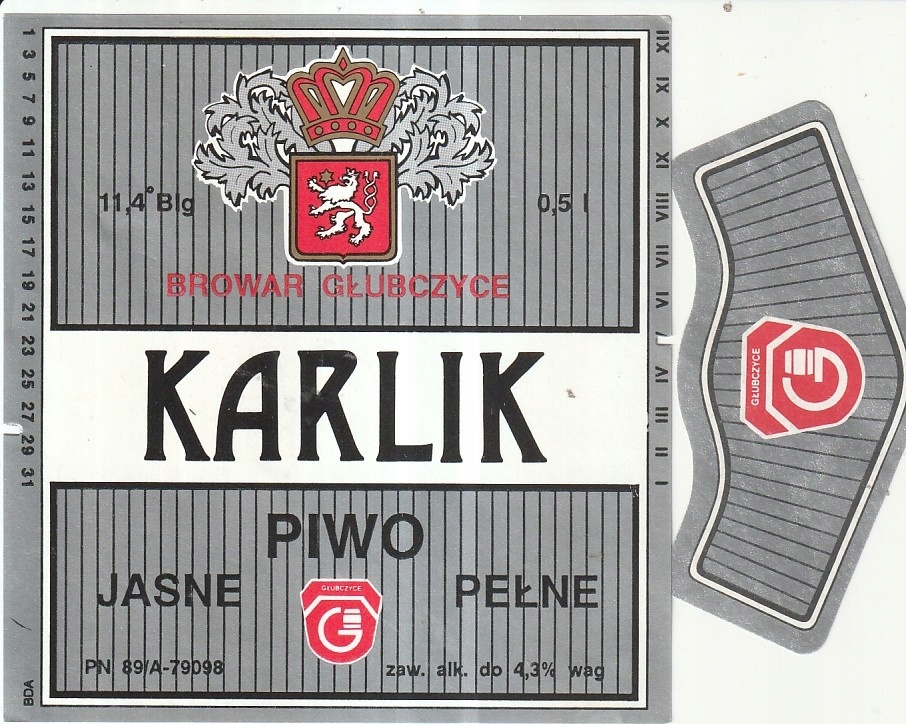 1 3 5 7 9 11 13 15 17 19 21 23 25 27 29 31
BDA
11,4° Blg
0,5 l
BROWAR GŁUBCZYCE
KARLIK
PIWO
JASNE
PEŁNE
GŁUBCZYCE
G
PN 89/A-79098
zaw. alk. do 4,3% wag
I II III IV V VI VII VIII IX X XI XII
GŁUBCZYCE
G